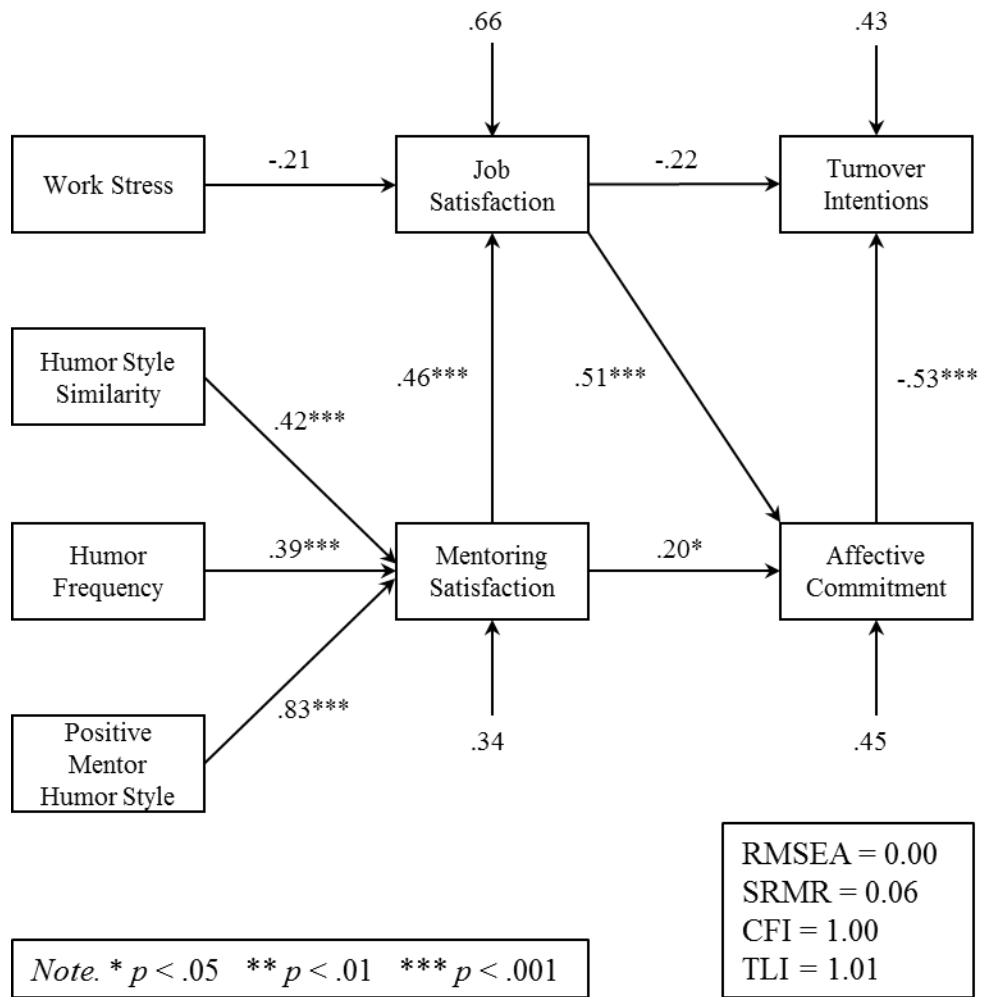 .66
.43
Work Stress
-.21
Job
Satisfaction
-.22
Turnover
Intentions
Humor Style
Similarity
.42***
.46***
.51***
-.53***
Humor
Frequency
.39***
Mentoring
Satisfaction
.20*
Affective
Commitment
Positive
Mentor
Humor Style
.83***
.34
.45
RMSEA = 0.00
SRMR = 0.06
CFI = 1.00
TLI = 1.01
Note. * p < .05 ** p < .01 *** p < .001